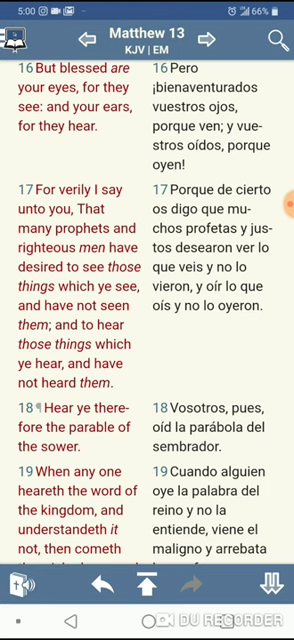 5:00 66%
Matthew 13
KJV | EM
16 But blessed are
your eyes, for they
see: and your ears,
for they hear.
17 For verily I say
unto you, That
many prophets and
righteous men have
desired to see those
things which ye see,
and have not seen
them; and to hear
those things which
ye hear, and have
not heard them.
18 ¶ Hear ye there-
fore the parable of
the sower.
19 When any one
heareth the word of
the kingdom, and
understandeth it
not, then cometh
16 Pero
¡bienaventurados
vuestros ojos,
porque ven; y vue-
stros oídos, porque
oyen!
17 Porque de cierto
os digo que mu-
chos profetas y jus-
tos desearon ver lo
que veis y no lo
vieron, y oír lo que
oís y no lo oyeron.
18 Vosotros, pues,
oíd la parábola del
sembrador.
19 Cuando alguien
oye la palabra del
reino y no la
entiende, viene el
maligno y arrebata
DU RECORDER